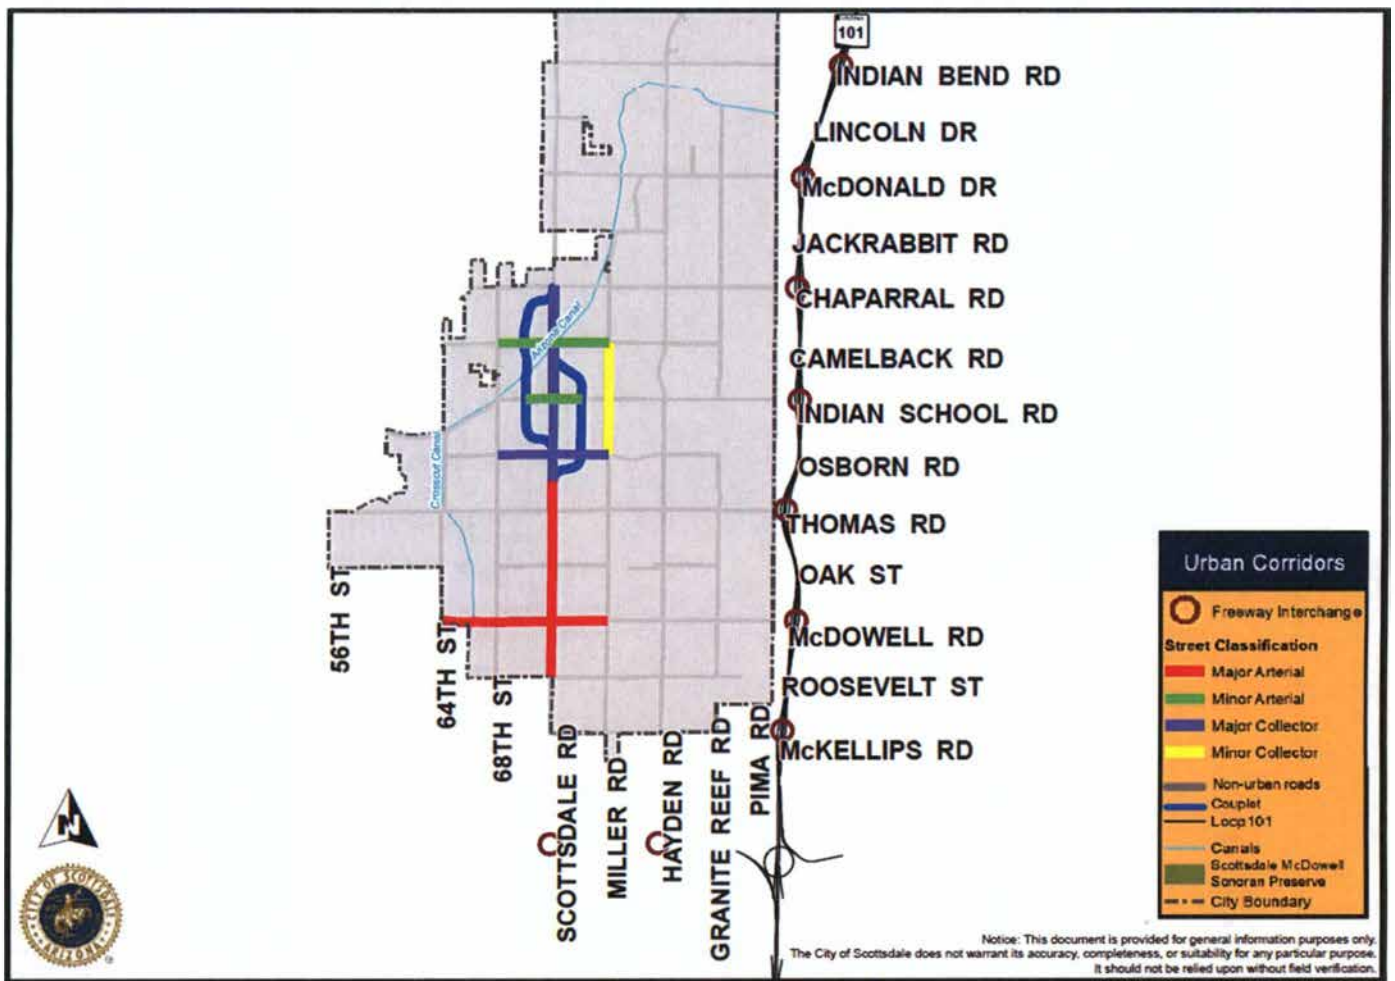 101
INDIAN BEND RD
LINCOLN DR
McDONALD DR
JACKRABBIT RD
CHAPARRAL RD
CAMELBACK RD
INDIAN SCHOOL RD
OSBORN RD
THOMAS RD
OAK ST
McDOWELL RD
ROOSEVELT ST
McKELLIPS RD
Arizona Canal
Crosscut Canal
56TH ST
64TH ST
68TH ST
SCOTTSDALE RD
MILLER RD
HAYDEN RD
GRANITE REEF RD
PIMA RD
Urban Corridors
Freeway Interchange
Street Classification
Major Arterial
Minor Arterial
Major Collector
Minor Collector
Non-urban roads
Couplet
Loop 101
Canals
Scottsdale McDowell
Sonoran Preserve
City Boundary
N
CITY OF SCOTTSDALE
ARIZONA
Notice: This document is provided for general information purposes only.
The City of Scottsdale does not warrant its accuracy, completeness, or suitability for any particular purpose.
It should not be relied upon without field verification.